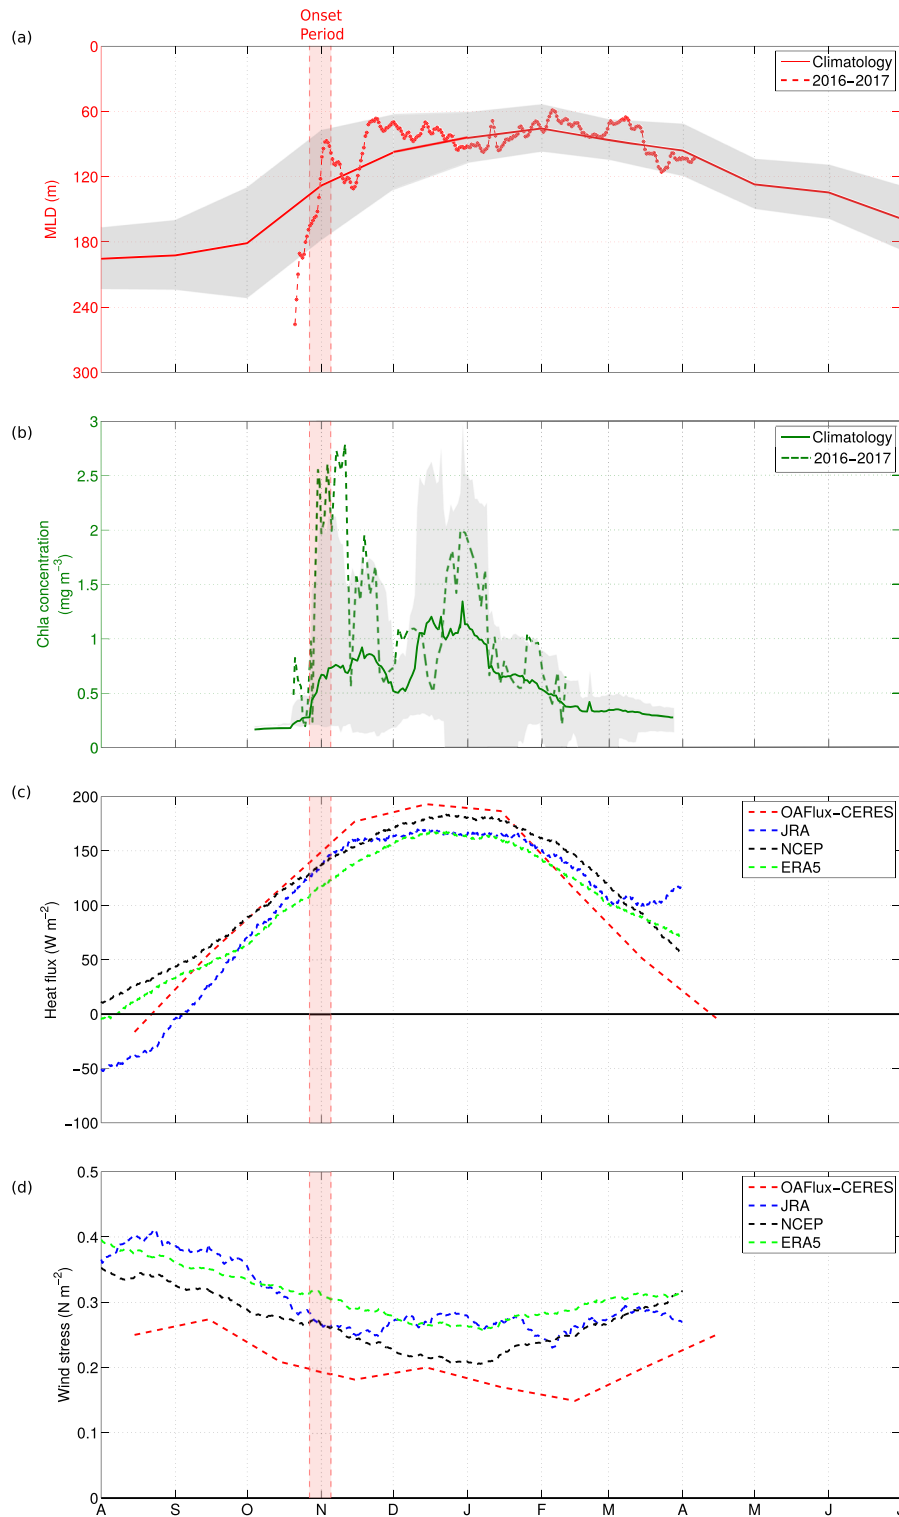 Onset
Period
(a)
0
60
120
180
240
300
MLD (m)
Climatology
2016−2017
(b)
3
2.5
2
1.5
1
0.5
0
Chla concentration
(mg m−3)
Climatology
2016−2017
(c)
200
150
100
50
0
−50
−100
Heat flux (W m−2)
OAFlux−CERES
JRA
NCEP
ERA5
(d)
0.5
0.4
0.3
0.2
0.1
0
Wind stress (N m−2)
OAFlux−CERES
JRA
NCEP
ERA5
A S O N D J F M A M J J